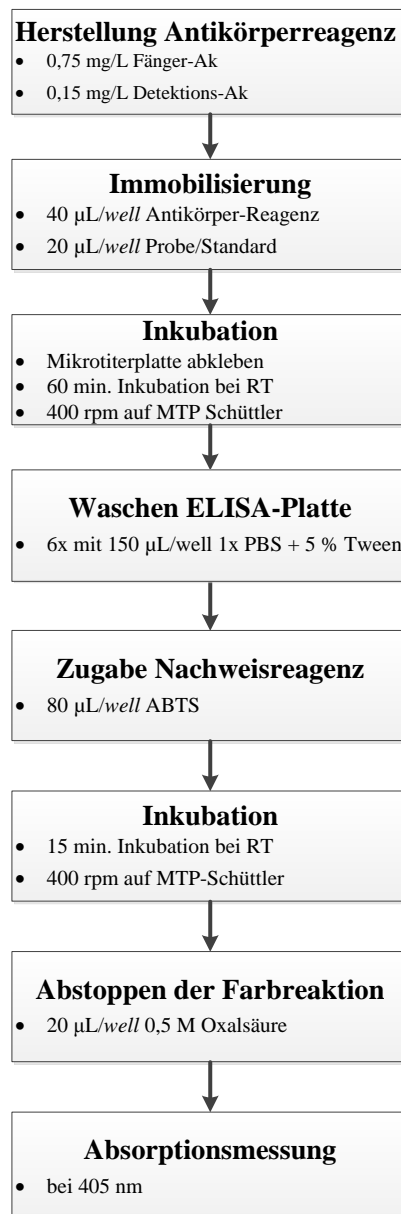 Herstellung Antikörperreagenz
• 0,75 mg/L Fänger-Ak
• 0,15 mg/L Detektions-Ak
Immobilisierung
• 40 µL/well Antikörper-Reagenz
• 20 µL/well Probe/Standard
Inkubation
• Mikrotiterplatte abkleben
• 60 min. Inkubation bei RT
• 400 rpm auf MTP Schüttler
Waschen ELISA-Platte
• 6x mit 150 µL/well 1x PBS + 5 % Tween
Zugabe Nachweisreagenz
• 80 µL/well ABTS
Inkubation
• 15 min. Inkubation bei RT
• 400 rpm auf MTP-Schüttler
Abstoppen der Farbreaktion
• 20 µL/well 0,5 M Oxalsäure
Absorptionsmessung
• bei 405 nm